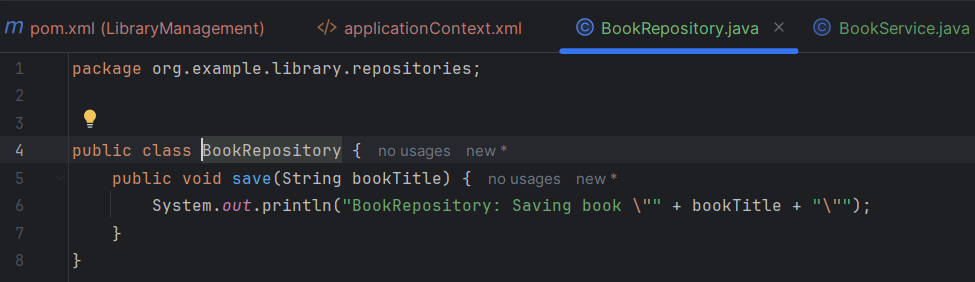 m pom.xml (LibraryManagement) </> applicationContext.xml © BookRepository.java × © BookService.java
1 package org.example.library.repositories;
2
3
4 public class BookRepository { no usages new *
5 public void save(String bookTitle) { no usages new *
6 System.out.println("BookRepository: Saving book \"" + bookTitle + "\"");
7 }
8 }